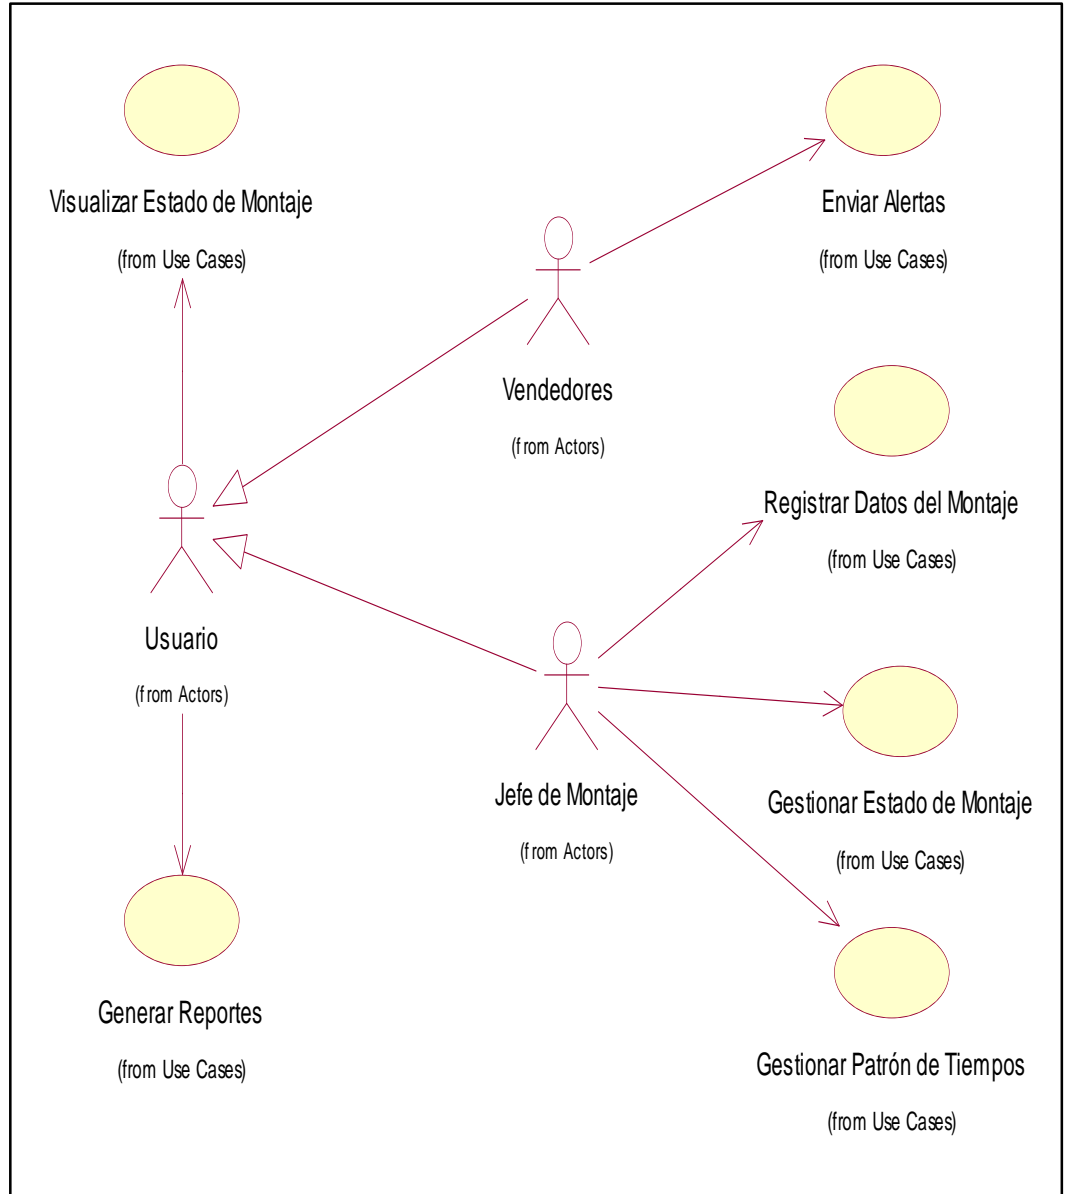 Visualizar Estado de Montaje
(from Use Cases)
Enviar Alertas
(from Use Cases)
Vendedores
(from Actors)
Registrar Datos del Montaje
(from Use Cases)
Usuario
(from Actors)
Jefe de Montaje
(from Actors)
Gestionar Estado de Montaje
(from Use Cases)
Generar Reportes
(from Use Cases)
Gestionar Patrón de Tiempos
(from Use Cases)